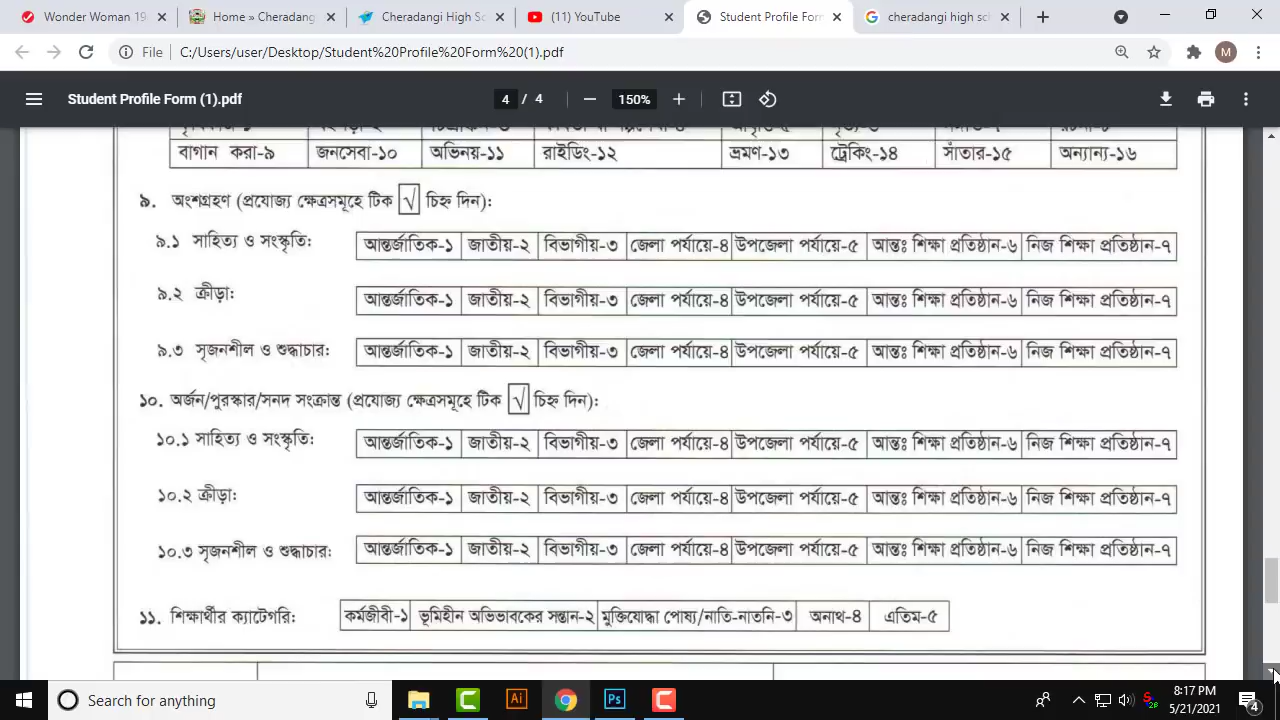 Wonder Woman 19
Home » Cheradang
Cheradangi High Sc
(11) YouTube
Student Profile Form
cheradangi high sch
File
C:/Users/user/Desktop/Student%20Profile%20Form%20(1).pdf
M
Student Profile Form (1).pdf
4 / 4
150%
বাগান করা-৯ জনসেবা-১০ অভিনয়-১১ রাইডিং-১২ ভ্রমণ-১৩ ট্রেকিং-১৪ সাঁতার-১৫ অন্যান্য-১৬
৯. অংশগ্রহণ (প্রযোজ্য ক্ষেত্রসমূহে টিক √ চিহ্ন দিন):
৯.১ সাহিত্য ও সংস্কৃতি: আন্তর্জাতিক-১ জাতীয়-২ বিভাগীয়-৩ জেলা পর্যায়ে-৪ উপজেলা পর্যায়ে-৫ আন্তঃ শিক্ষা প্রতিষ্ঠান-৬ নিজ শিক্ষা প্রতিষ্ঠান-৭
৯.২ ক্রীড়া: আন্তর্জাতিক-১ জাতীয়-২ বিভাগীয়-৩ জেলা পর্যায়ে-৪ উপজেলা পর্যায়ে-৫ আন্তঃ শিক্ষা প্রতিষ্ঠান-৬ নিজ শিক্ষা প্রতিষ্ঠান-৭
৯.৩ সৃজনশীল ও শুদ্ধাচার: আন্তর্জাতিক-১ জাতীয়-২ বিভাগীয়-৩ জেলা পর্যায়ে-৪ উপজেলা পর্যায়ে-৫ আন্তঃ শিক্ষা প্রতিষ্ঠান-৬ নিজ শিক্ষা প্রতিষ্ঠান-৭
১০. অর্জন/পুরস্কার/সনদ সংক্রান্ত (প্রযোজ্য ক্ষেত্রসমূহে টিক √ চিহ্ন দিন):
১০.১ সাহিত্য ও সংস্কৃতি: আন্তর্জাতিক-১ জাতীয়-২ বিভাগীয়-৩ জেলা পর্যায়ে-৪ উপজেলা পর্যায়ে-৫ আন্তঃ শিক্ষা প্রতিষ্ঠান-৬ নিজ শিক্ষা প্রতিষ্ঠান-৭
১০.২ ক্রীড়া: আন্তর্জাতিক-১ জাতীয়-২ বিভাগীয়-৩ জেলা পর্যায়ে-৪ উপজেলা পর্যায়ে-৫ আন্তঃ শিক্ষা প্রতিষ্ঠান-৬ নিজ শিক্ষা প্রতিষ্ঠান-৭
১০.৩ সৃজনশীল ও শুদ্ধাচার: আন্তর্জাতিক-১ জাতীয়-২ বিভাগীয়-৩ জেলা পর্যায়ে-৪ উপজেলা পর্যায়ে-৫ আন্তঃ শিক্ষা প্রতিষ্ঠান-৬ নিজ শিক্ষা প্রতিষ্ঠান-৭
১১. শিক্ষার্থীর ক্যাটেগরি: কর্মজীবী-১ ভূমিহীন অভিভাবকের সন্তান-২ মুক্তিযোদ্ধা পোষ্য/নাতি-নাতনি-৩ অনাথ-৪ এতিম-৫
Search for anything
Ai
Ps
8:17 PM
5/21/2021
4